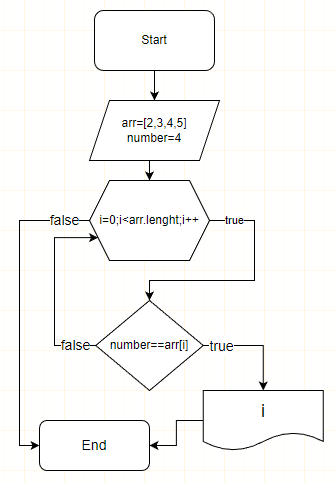 Start
arr=[2,3,4,5]
number=4
false
i=0;i<arr.lenght;i++
true
false
number==arr[i]
true
i
End